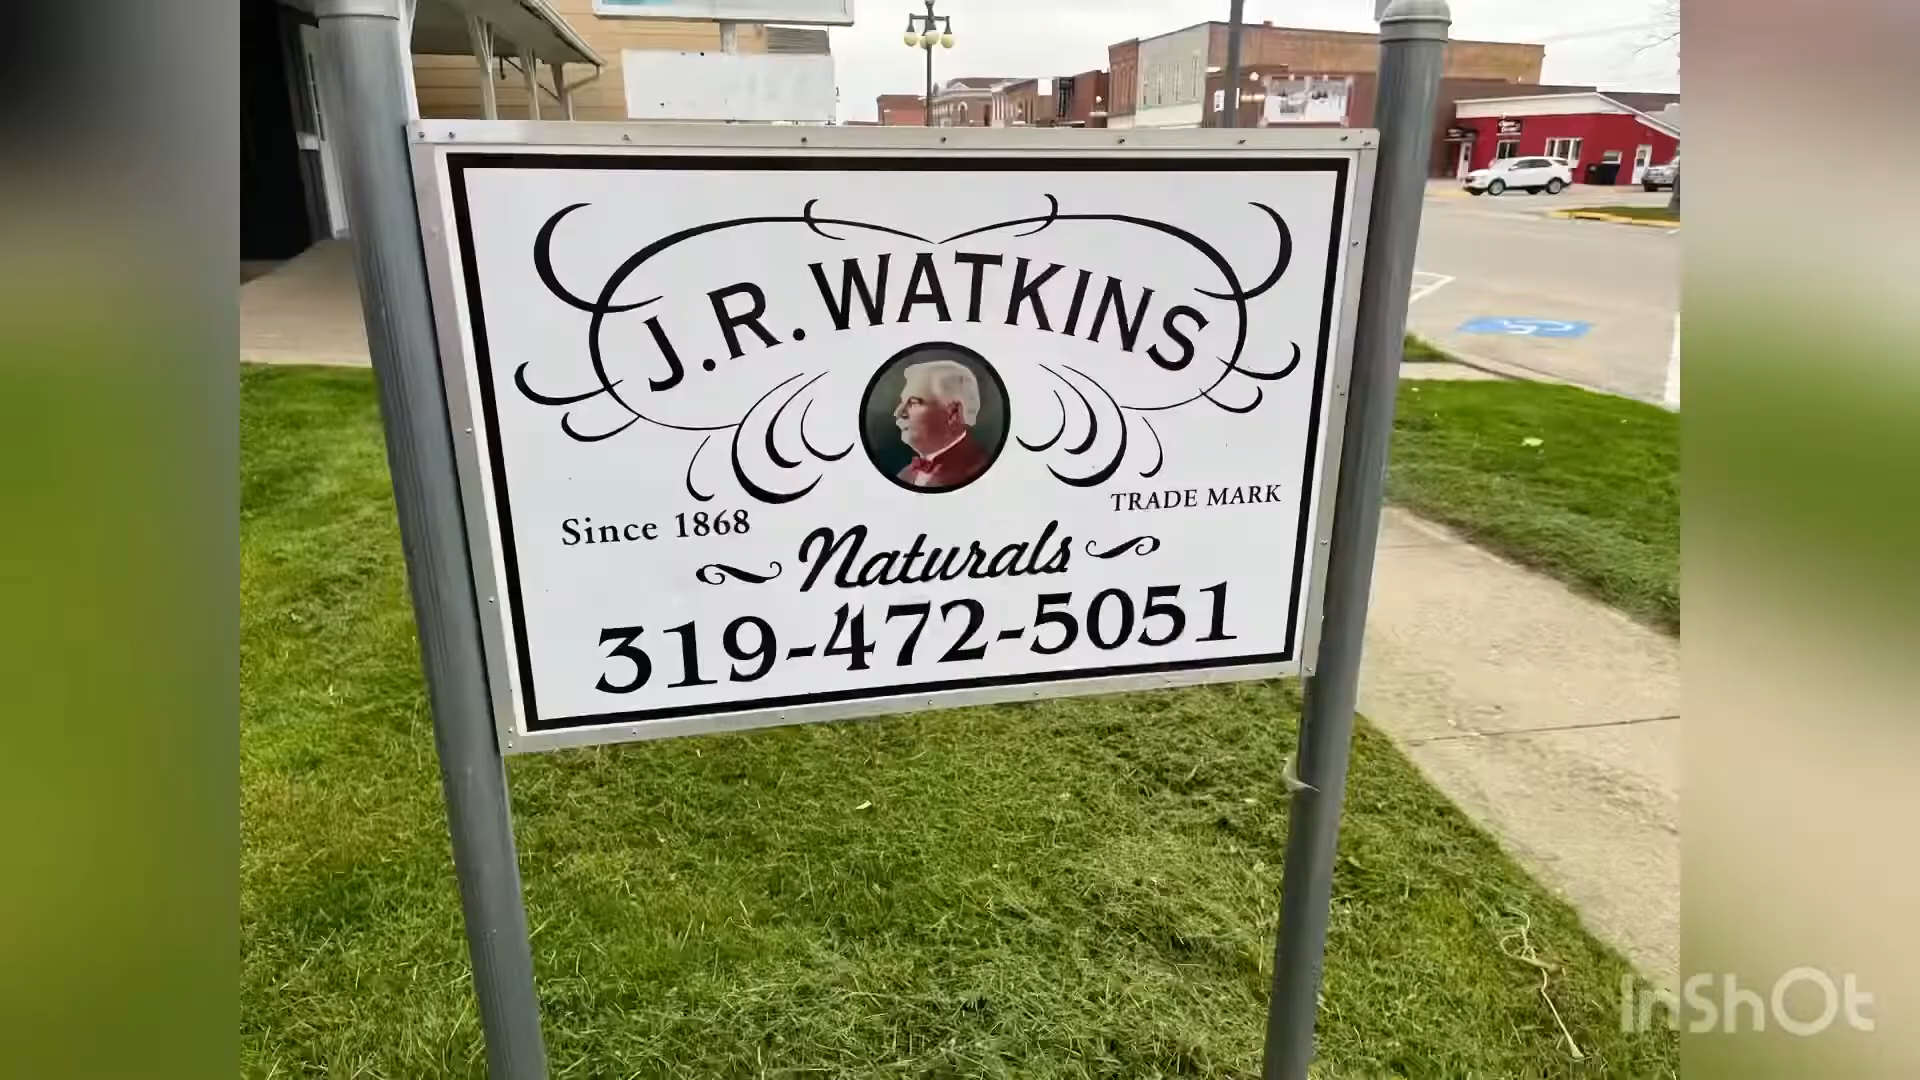 J.R. WATKINS
Since 1868
TRADE MARK
Naturals
319-472-5051
InShOt